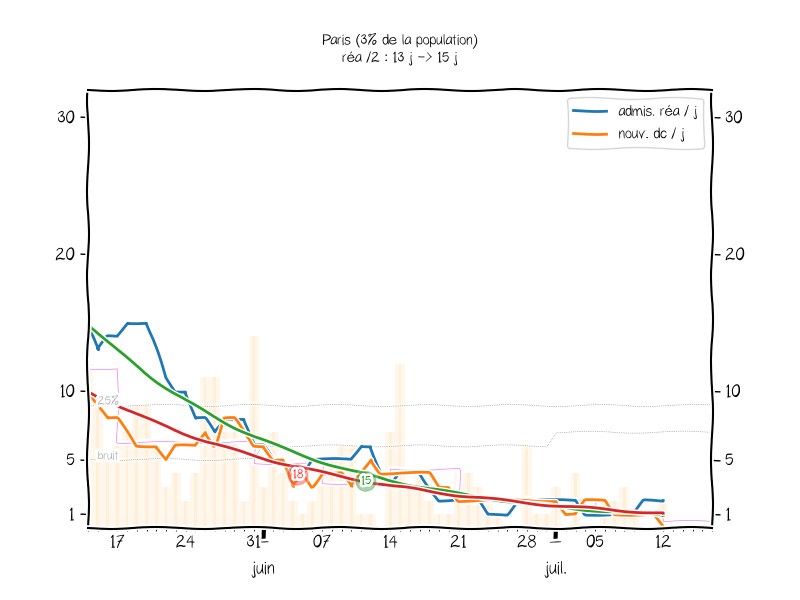 Paris (3% de la population)
réa /2 : 13 j -> 15 j
admis. réa / j
nouv. dc / j
30 30
20 20
10 10
25%
5 5
bruit
18 15
1 1
17 24 31 07 14 21 28 05 12
juin juil.